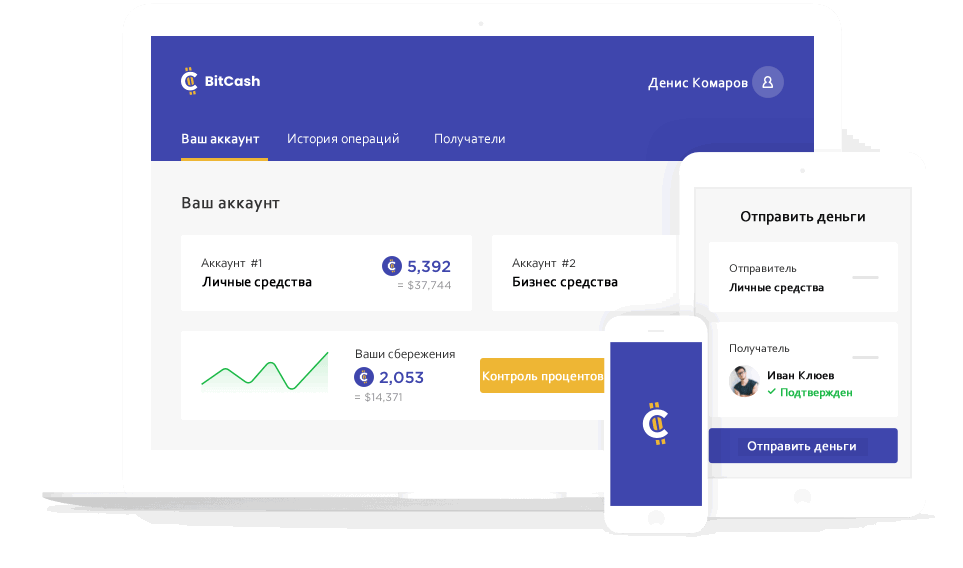 BitCash
Денис Комаров
Ваш аккаунт
История операций
Получатели
Ваш аккаунт
Аккаунт #1
Личные средства
5,392
= $37,744
Аккаунт #2
Бизнес средства
Ваши сбережения
2,053
= $14,371
Контроль процентов
Отправить деньги
Отправитель
Личные средства
Получатель
Иван Клюев
Подтвержден
Отправить деньги